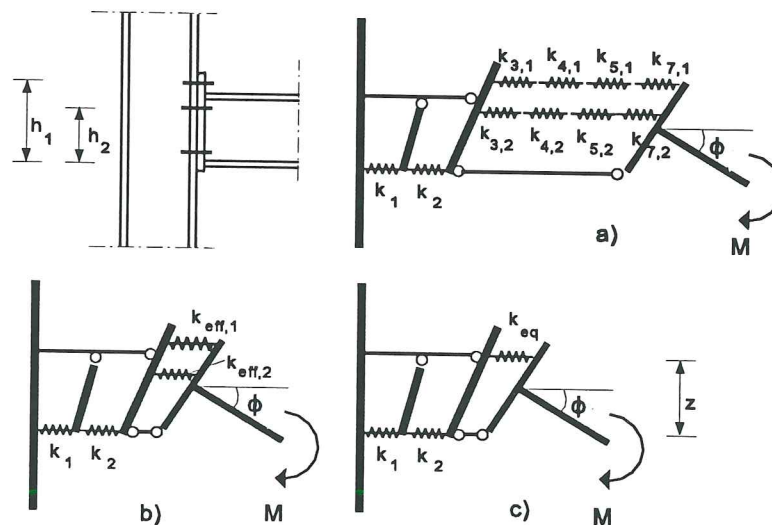 h1
h2
k3,1 k4,1 k5,1 k7,1
k3,2 k4,2 k5,2 k7,2
k1 k2
ϕ
a) M
keff,1
keff,2
k1 k2
ϕ
b) M
keq
k1 k2
ϕ
z
c) M